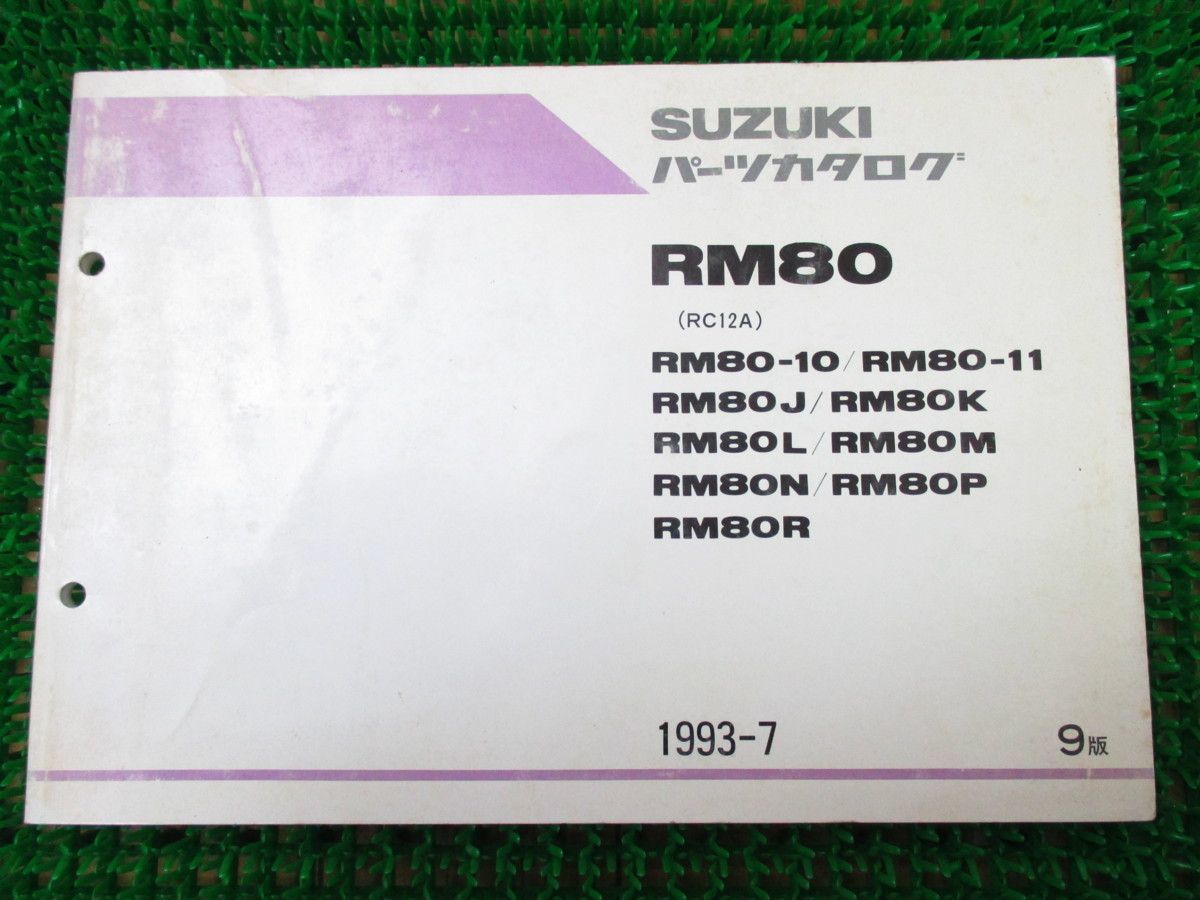 SUZUKI
パーツカタログ
RM80
(RC12A)
RM80-10/RM80-11
RM80J/RM80K
RM80L/RM80M
RM80N/RM80P
RM80R
1993-7 9版